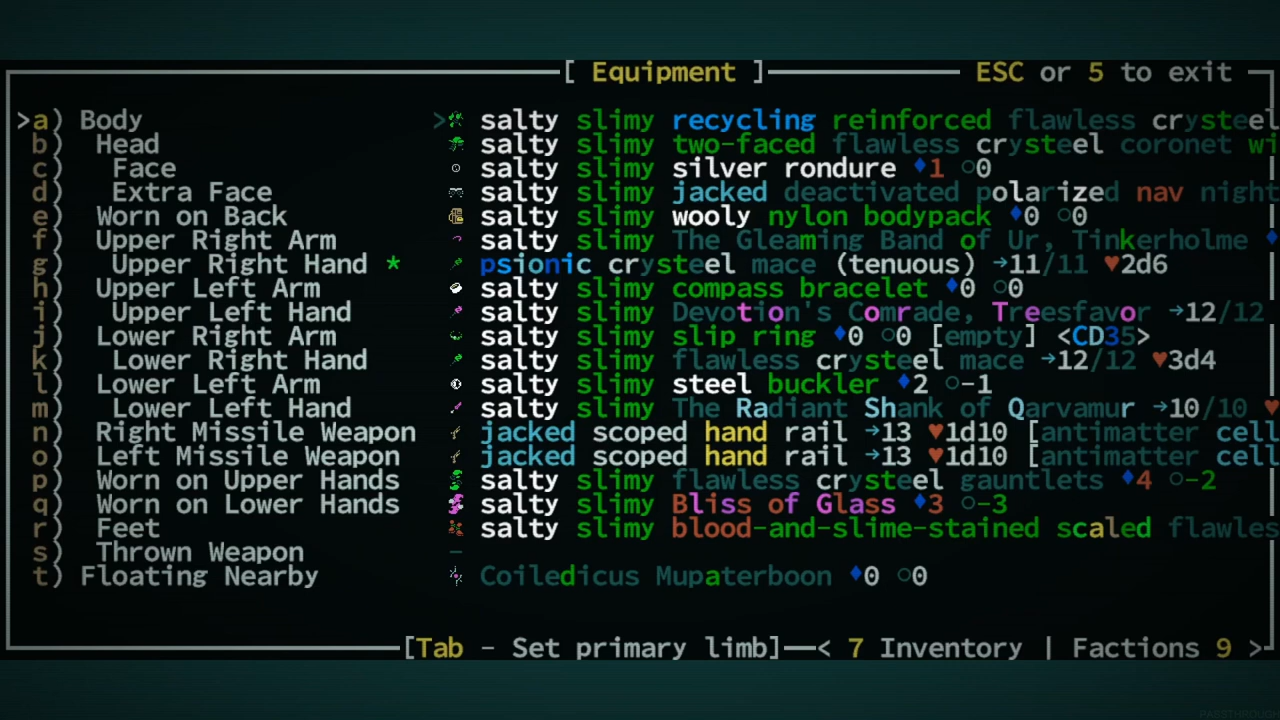 [ Equipment ] ESC or 5 to exit
>a) Body > salty slimy recycling reinforced flawless crysteel
b) Head salty slimy two-faced flawless crysteel coronet wi
c) Face salty slimy silver rondure ♦1 ○0
d) Extra Face salty slimy jacked deactivated polarized nav night
e) Worn on Back salty slimy wooly nylon bodypack ♦0 ○0
f) Upper Right Arm salty slimy The Gleaming Band of Ur, Tinkerholme ♦
g) Upper Right Hand * psionic crysteel mace (tenuous) →11/11 ♥2d6
h) Upper Left Arm salty slimy compass bracelet ♦0 ○0
i) Upper Left Hand salty slimy Devotion's Comrade, Treesfavor →12/12
j) Lower Right Arm salty slimy slip ring ♦0 ○0 [empty] <CD35>
k) Lower Right Hand salty slimy flawless crysteel mace →12/12 ♥3d4
l) Lower Left Arm salty slimy steel buckler ♦2 ○-1
m) Lower Left Hand salty slimy The Radiant Shank of Qarvamur →10/10 ♥
n) Right Missile Weapon jacked scoped hand rail →13 ♥1d10 [antimatter cell
o) Left Missile Weapon jacked scoped hand rail →13 ♥1d10 [antimatter cell
p) Worn on Upper Hands salty slimy flawless crysteel gauntlets ♦4 ○-2
q) Worn on Lower Hands salty slimy Bliss of Glass ♦3 ○-3
r) Feet salty slimy blood-and-slime-stained scaled flawles
s) Thrown Weapon –
t) Floating Nearby Coiledicus Mupaterboon ♦0 ○0
[Tab - Set primary limb] < 7 Inventory | Factions 9 >